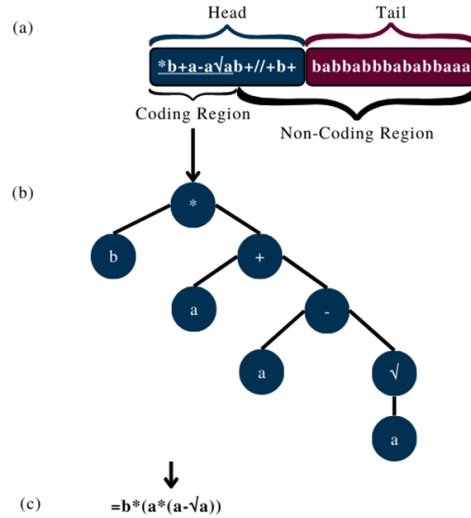 Head Tail
(a)
*b+a-a√ab+//+b+ babbabbbababbaaa
Coding Region
Non-Coding Region
(b)
*
b +
a -
a √
a
(c) =b*(a*(a-√a))